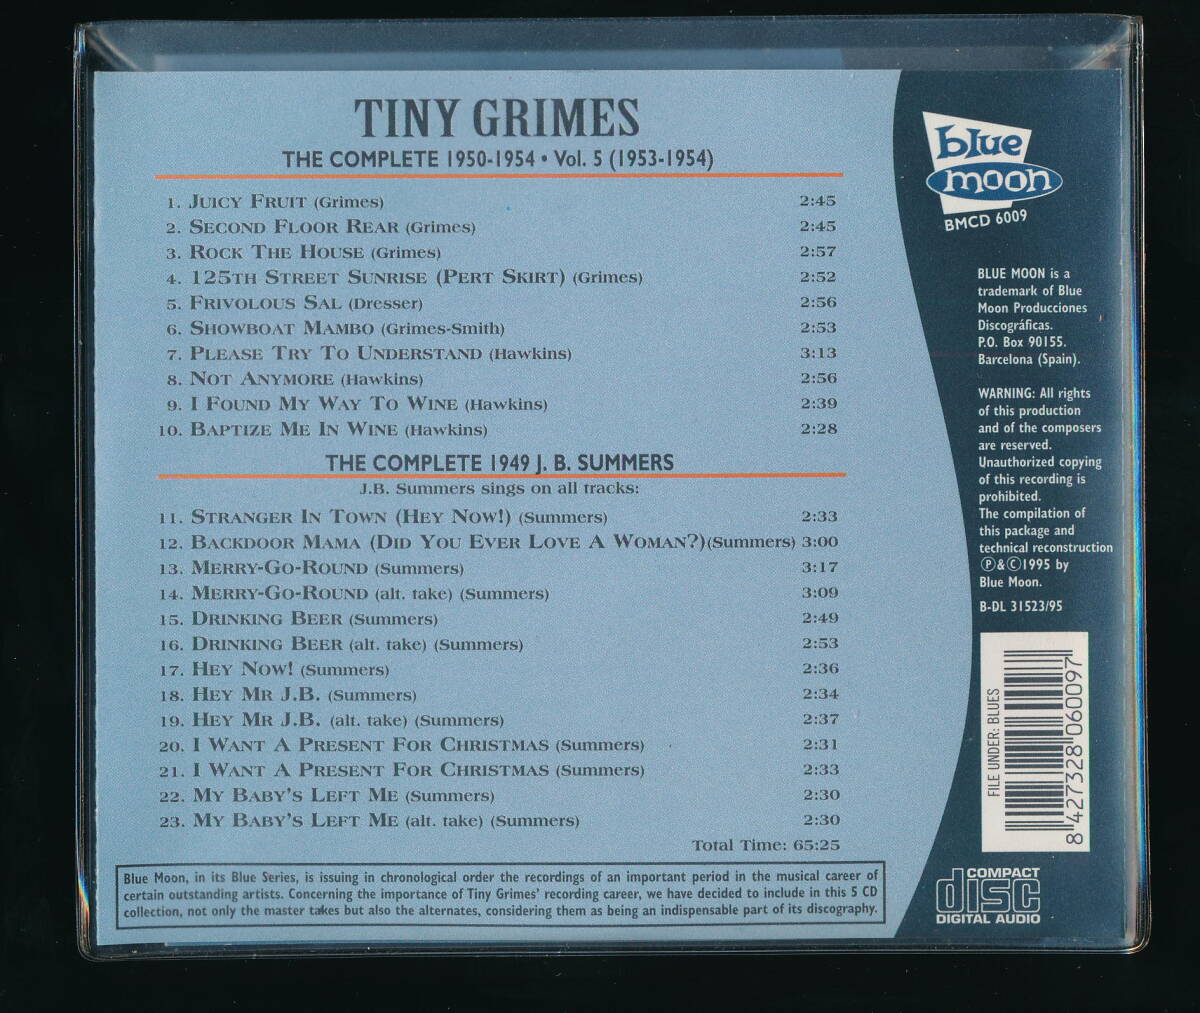 TINY GRIMES
THE COMPLETE 1950-1954 • Vol. 5 (1953-1954)
1. JUICY FRUIT (Grimes) 2:45
2. SECOND FLOOR REAR (Grimes) 2:45
3. ROCK THE HOUSE (Grimes) 2:57
4. 125TH STREET SUNRISE (PERT SKIRT) (Grimes) 2:52
5. FRIVOLOUS SAL (Dresser) 2:56
6. SHOWBOAT MAMBO (Grimes-Smith) 2:53
7. PLEASE TRY TO UNDERSTAND (Hawkins) 3:13
8. NOT ANYMORE (Hawkins) 2:56
9. I FOUND MY WAY TO WINE (Hawkins) 2:39
10. BAPTIZE ME IN WINE (Hawkins) 2:28
THE COMPLETE 1949 J. B. SUMMERS
J.B. Summers sings on all tracks:
11. STRANGER IN TOWN (HEY NOW!) (Summers) 2:33
12. BACKDOOR MAMA (DID YOU EVER LOVE A WOMAN?)(Summers) 3:00
13. MERRY-GO-ROUND (Summers) 3:17
14. MERRY-GO-ROUND (alt. take) (Summers) 3:09
15. DRINKING BEER (Summers) 2:49
16. DRINKING BEER (alt. take) (Summers) 2:53
17. HEY NOW! (Summers) 2:36
18. HEY MR J.B. (Summers) 2:34
19. HEY MR J.B. (alt. take) (Summers) 2:37
20. I WANT A PRESENT FOR CHRISTMAS (Summers) 2:31
21. I WANT A PRESENT FOR CHRISTMAS (Summers) 2:33
22. MY BABY'S LEFT ME (Summers) 2:30
23. MY BABY'S LEFT ME (alt. take) (Summers) 2:30
Total Time: 65:25
Blue Moon, in its Blue Series, is issuing in chronological order the recordings of an important period in the musical career of
certain outstanding artists. Concerning the importance of Tiny Grimes' recording career, we have decided to include in this 5 CD
collection, not only the master takes but also the alternates, considering them as being an indispensable part of its discography.
blue
moon
BMCD 6009
BLUE MOON is a
trademark of Blue
Moon Producciones
Discográficas.
P.O. Box 90155.
Barcelona (Spain).
WARNING: All rights
of this production
and of the composers
are reserved.
Unauthorized copying
of this recording is
prohibited.
The compilation of
this package and
technical reconstruction
Ⓟ&Ⓒ1995 by
Blue Moon.
B-DL 31523/95
FILE UNDER: BLUES
8 427328 060097
COMPACT
disc
DIGITAL AUDIO